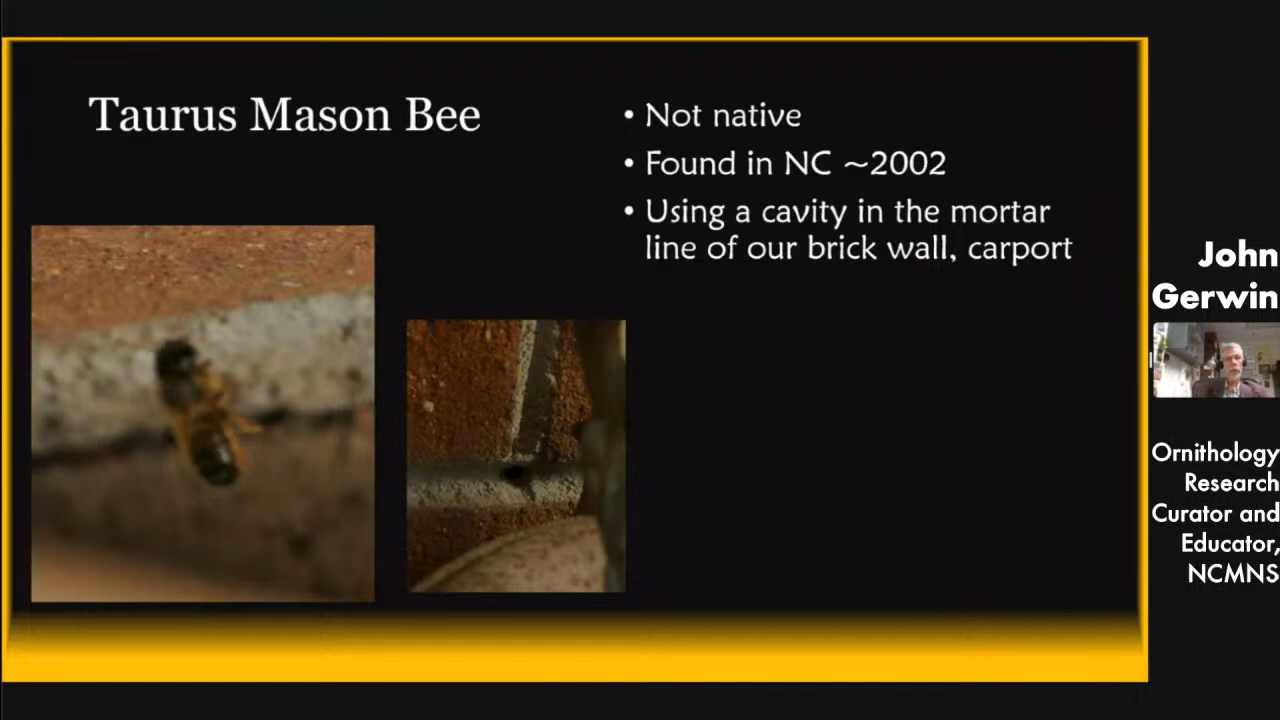 Taurus Mason Bee
• Not native
• Found in NC ~2002
• Using a cavity in the mortar
line of our brick wall, carport
John
Gerwin
Ornithology
Research
Curator and
Educator,
NCMNS